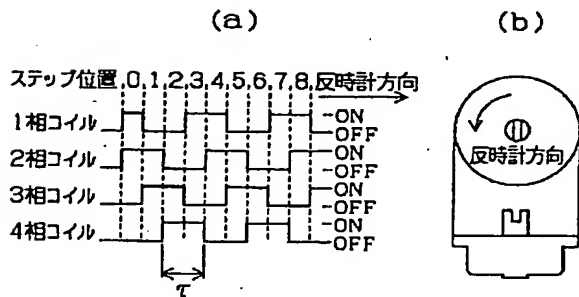 (a)
ステップ位置 0 1 2 3 4 5 6 7 8 反時計方向
1相コイル ON OFF
2相コイル ON OFF
3相コイル ON OFF
4相コイル ON OFF
τ
(b)
反時計方向